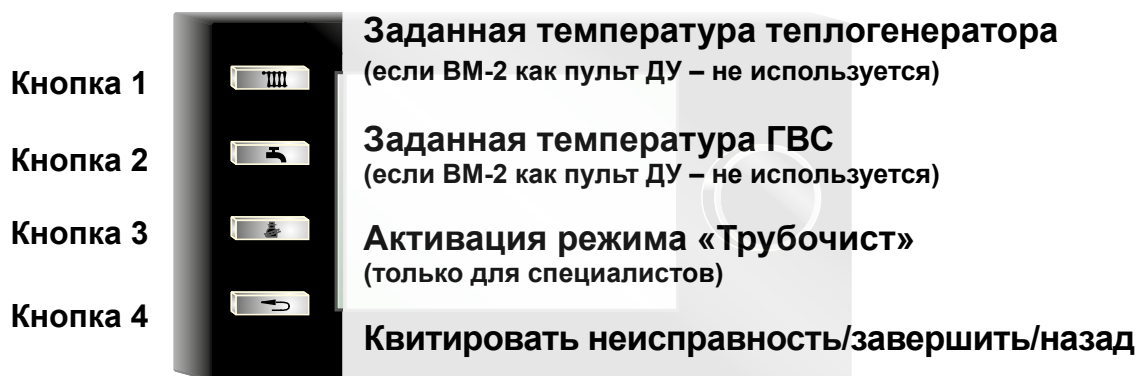 Заданная температура теплогенератора
Кнопка 1
(если ВМ-2 как пульт ДУ – не используется)
Заданная температура ГВС
Кнопка 2
(если ВМ-2 как пульт ДУ – не используется)
Кнопка 3
Активация режима «Трубочист»
(только для специалистов)
Кнопка 4
Квитировать неисправность/завершить/назад